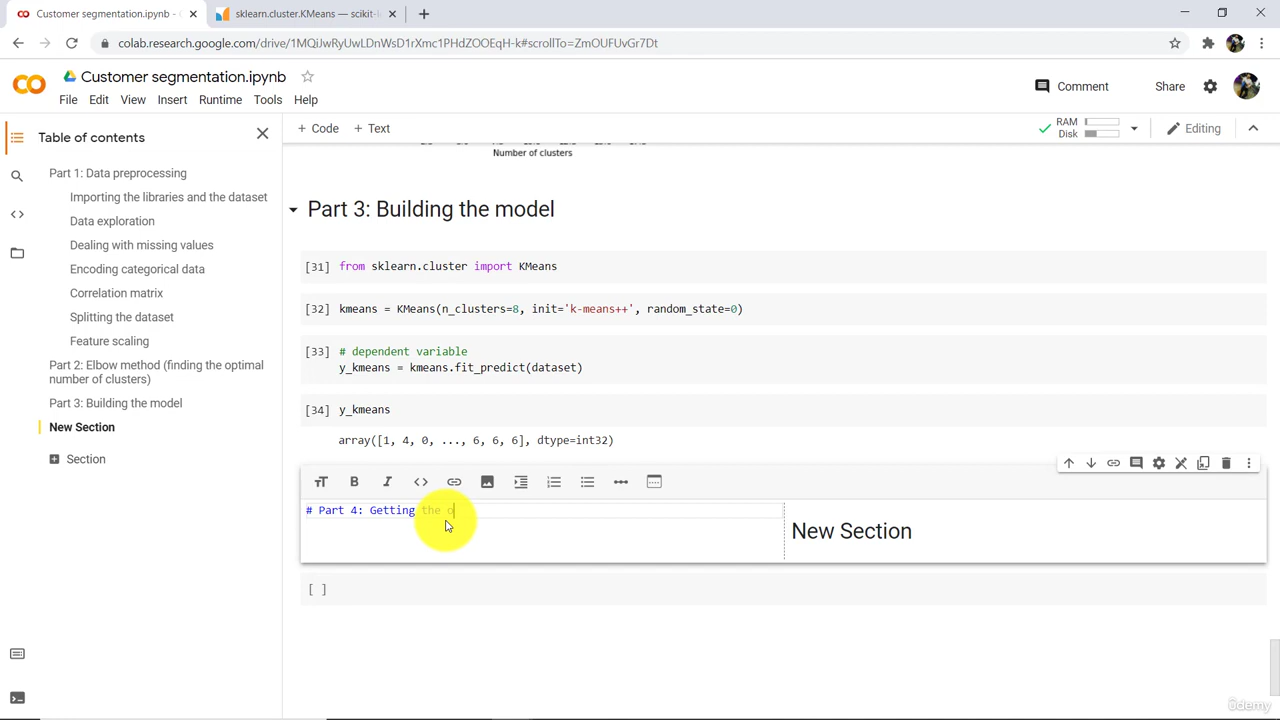 Customer segmentation.ipynb -
sklearn.cluster.KMeans — scikit-l
colab.research.google.com/drive/1MQiJwRyUwLDnWsD1rXmc1PHdZOOEqH-k#scrollTo=ZmOUFUvGr7Dt
Customer segmentation.ipynb
File Edit View Insert Runtime Tools Help
Comment
Share
Table of contents
+ Code + Text
RAM
Disk
Editing
Number of clusters
Part 1: Data preprocessing
Importing the libraries and the dataset
Data exploration
Dealing with missing values
Encoding categorical data
Correlation matrix
Splitting the dataset
Feature scaling
Part 2: Elbow method (finding the optimal
number of clusters)
Part 3: Building the model
New Section
Section
Part 3: Building the model
[31] from sklearn.cluster import KMeans
[32] kmeans = KMeans(n_clusters=8, init='k-means++', random_state=0)
[33] # dependent variable
y_kmeans = kmeans.fit_predict(dataset)
[34] y_kmeans
array([1, 4, 0, ..., 6, 6, 6], dtype=int32)
# Part 4: Getting the o
New Section
[ ]
ûdemy